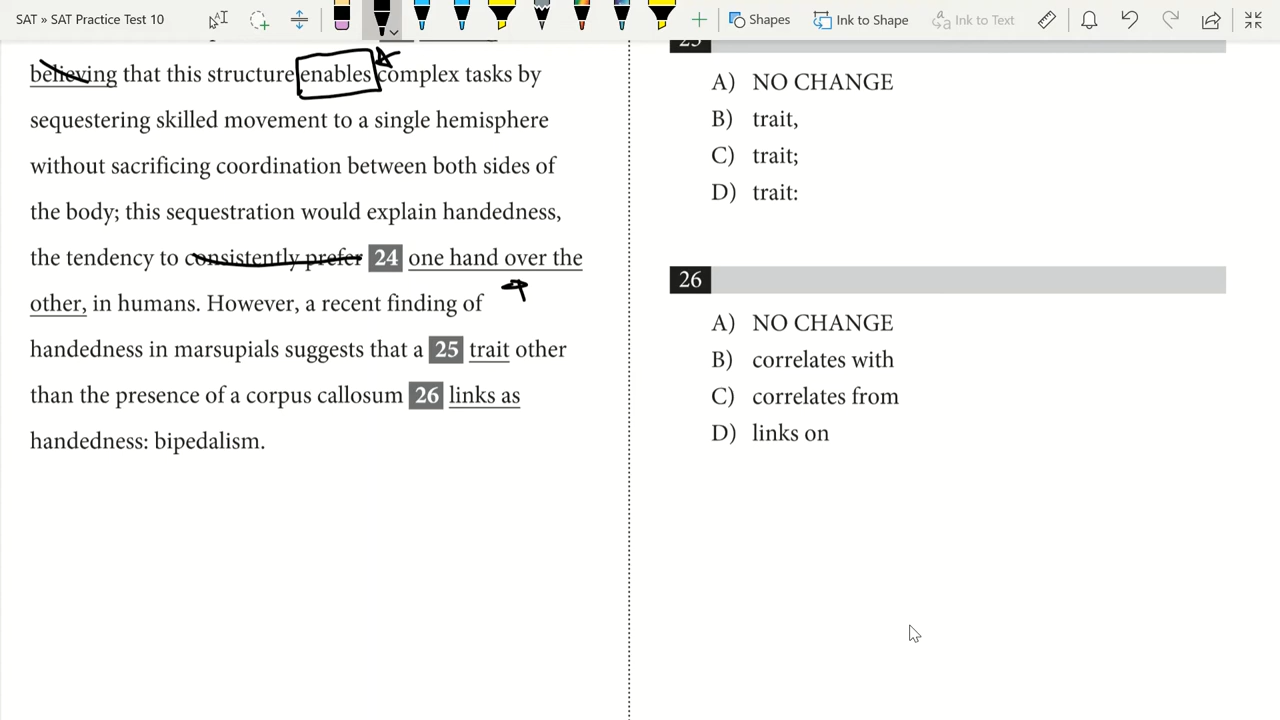 SAT » SAT Practice Test 10
Shapes
Ink to Shape
Ink to Text
believing that this structure enables complex tasks by
sequestering skilled movement to a single hemisphere
without sacrificing coordination between both sides of
the body; this sequestration would explain handedness,
the tendency to consistently prefer 24 one hand over the
other, in humans. However, a recent finding of
handedness in marsupials suggests that a 25 trait other
than the presence of a corpus callosum 26 links as
handedness: bipedalism.
25
A) NO CHANGE
B) trait,
C) trait;
D) trait:
26
A) NO CHANGE
B) correlates with
C) correlates from
D) links on